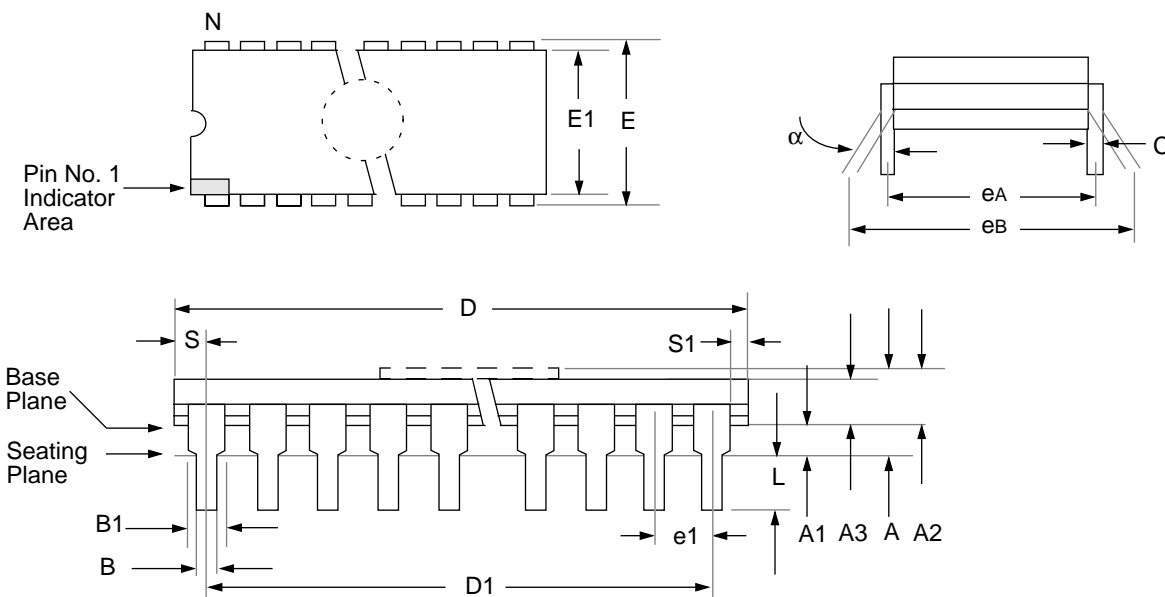 N
E1
E
α
C
eA
eB
Pin No. 1
Indicator
Area
D
S
S1
Base
Plane
Seating
Plane
L
B1
e1
A1
A3
A
A2
B
D1